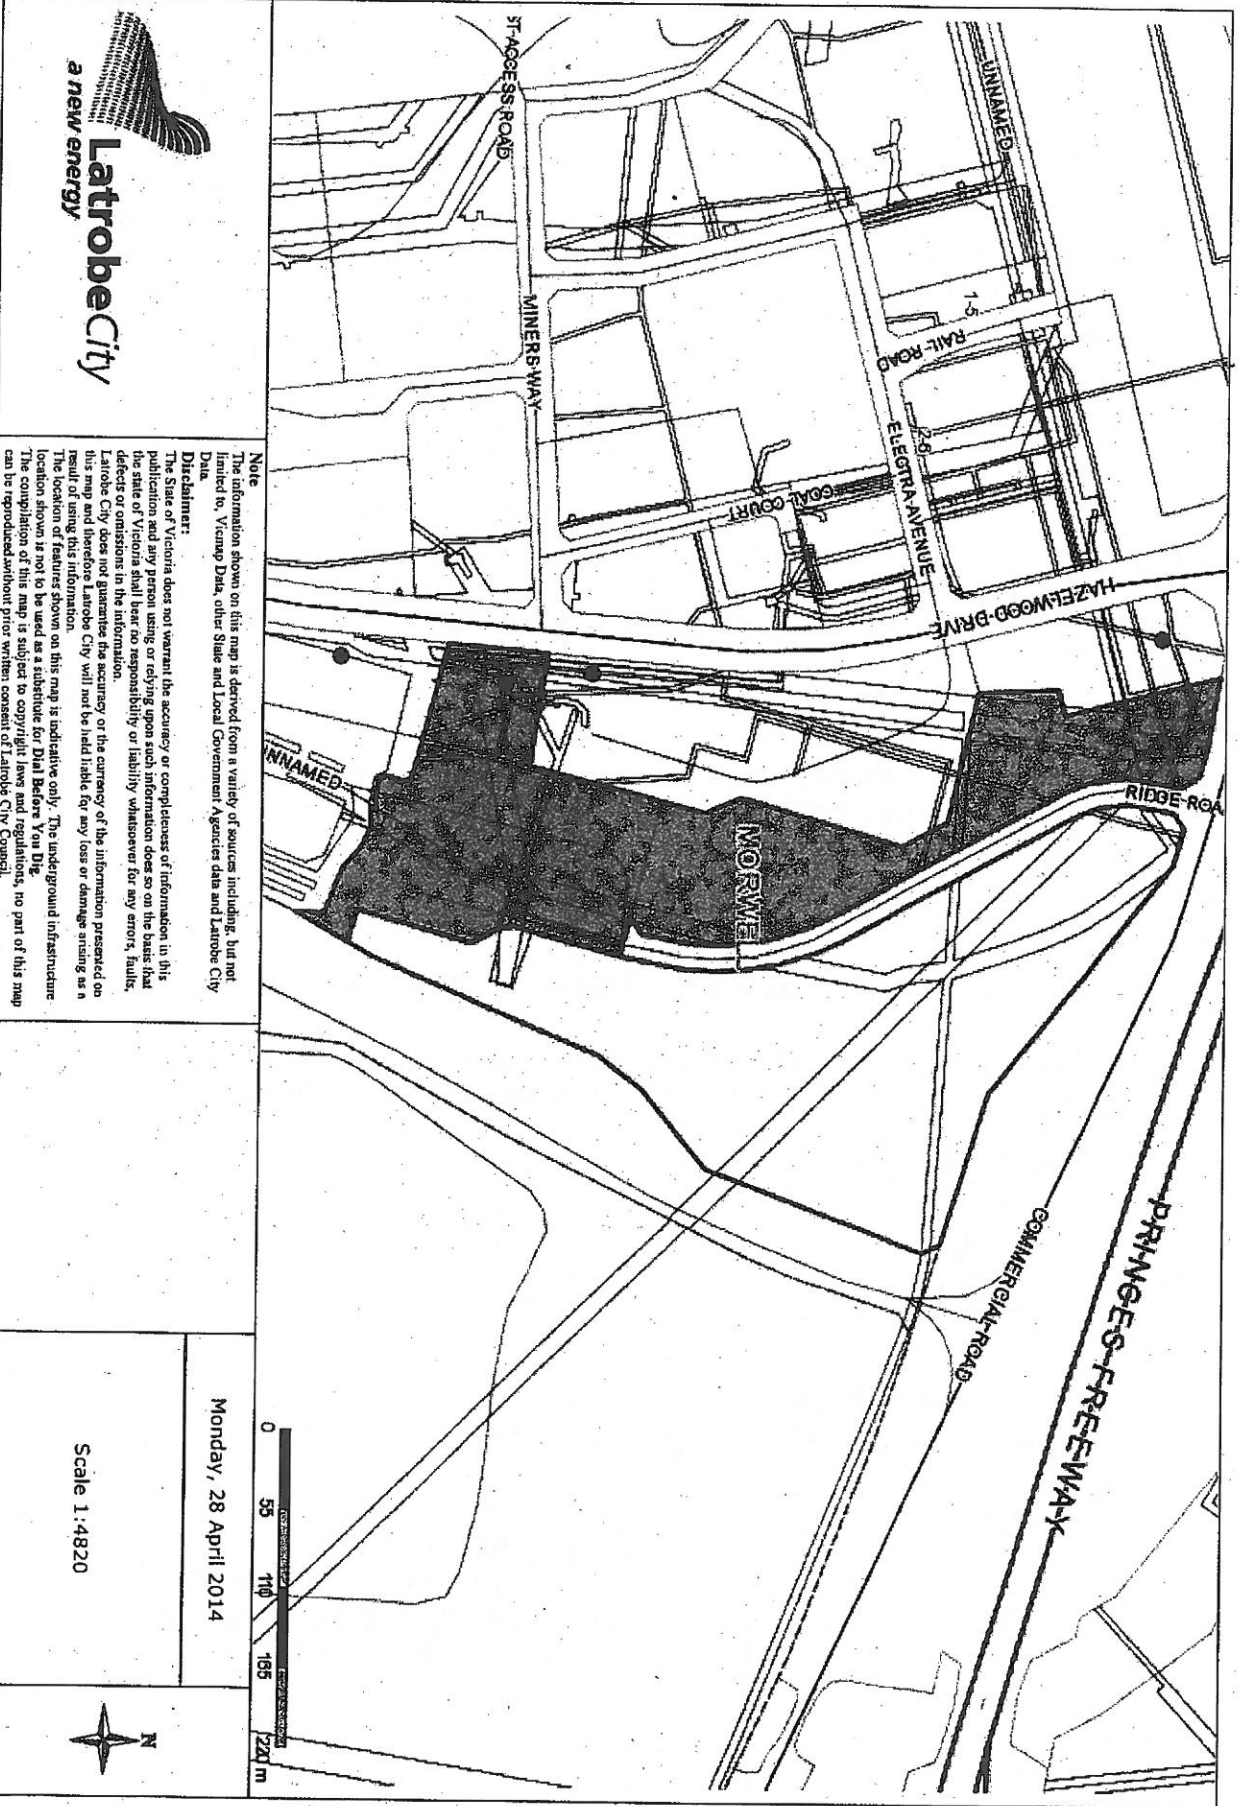 UNNAMED
ST-ACCESS-ROAD
MINERS-WAY
1-5
RAIL-ROAD
2-6
ELECTRA-AVENUE
COAL COURT
HAZELWOOD-DRIVE
RIDGE-ROA
NNAMED
MORWEL
PRINCES-FREEWAY
COMMERCIAL-ROAD
0 55 110 165 220 m
LatrobeCity
a new energy
Note
The information shown on this map is derived from a variety of sources including, but not
limited to, Vicmap Data, other State and Local Government Agencies data and Latrobe City
Data.
Disclaimer:
The State of Victoria does not warrant the accuracy or completeness of information in this
publication and any person using or relying upon such information does so on the basis that
the state of Victoria shall bear no responsibility or liability whatsoever for any errors, faults,
defects or omissions in the information.
Latrobe City does not guarantee the accuracy or the currency of the information presented on
this map and therefore Latrobe City will not be held liable for any loss or damage arising as a
result of using this information.
The location of features shown on this map is indicative only. The underground infrastructure
location shown is not to be used as a substitute for Dial Before You Dig.
The compilation of this map is subject to copyright laws and regulations, no part of this map
can be reproduced without prior written consent of Latrobe City Council.
Monday, 28 April 2014
Scale 1:4820
N